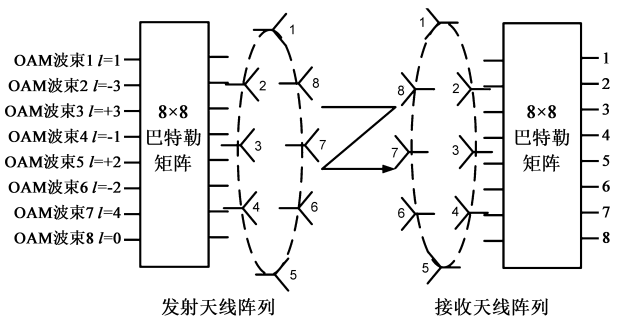 OAM波束1 l=1
OAM波束2 l=-3
OAM波束3 l=+3
OAM波束4 l=-1
OAM波束5 l=+2
OAM波束6 l=-2
OAM波束7 l=4
OAM波束8 l=0
8×8
巴特勒
矩阵
1
2
3
4
5
6
7
8
1
2
3
4
5
6
7
8
8×8
巴特勒
矩阵
1
2
3
4
5
6
7
8
发射天线阵列
接收天线阵列